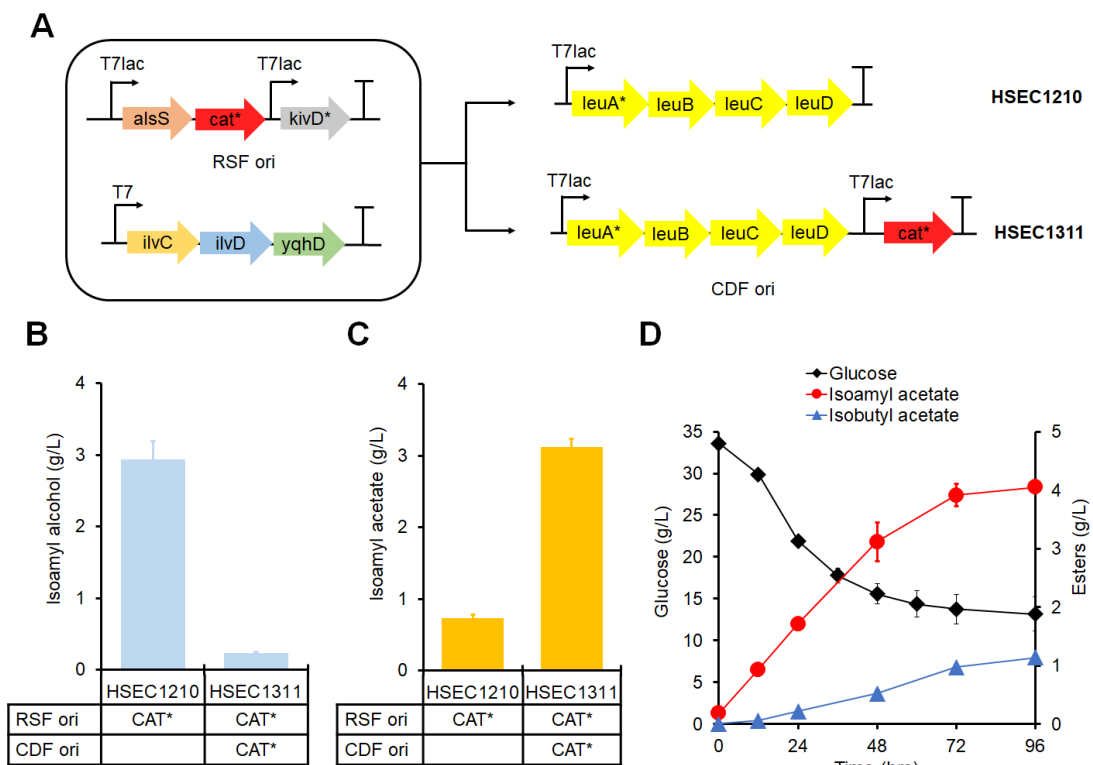 A
T7lac T7lac
alsS cat* kivD*
RSF ori
T7
ilvC ilvD yqhD
T7lac
leuA* leuB leuC leuD
HSEC1210
T7lac T7lac
leuA* leuB leuC leuD cat*
HSEC1311
CDF ori
B
Isoamyl alcohol (g/L)
4
3
2
1
0
HSEC1210 HSEC1311
RSF ori CAT* CAT*
CDF ori CAT*
C
Isoamyl acetate (g/L)
4
3
2
1
0
HSEC1210 HSEC1311
RSF ori CAT* CAT*
CDF ori CAT*
D
Glucose
Isoamyl acetate
Isobutyl acetate
Glucose (g/L)
35
30
25
20
15
10
5
0
Esters (g/L)
5
4
3
2
1
0
0 24 48 72 96
Time (hrs)